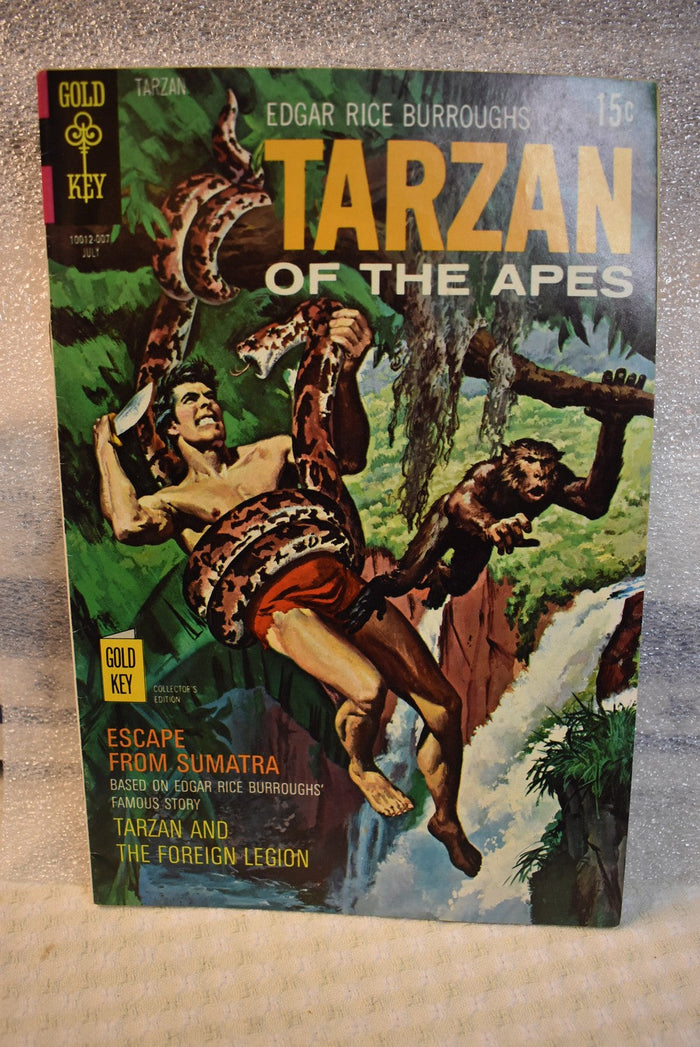 GOLD
KEY
10012-007
JULY
TARZAN
EDGAR RICE BURROUGHS
15¢
TARZAN
OF THE APES
GOLD
KEY
COLLECTOR'S
EDITION
ESCAPE
FROM SUMATRA
BASED ON EDGAR RICE BURROUGHS'
FAMOUS STORY
TARZAN AND
THE FOREIGN LEGION